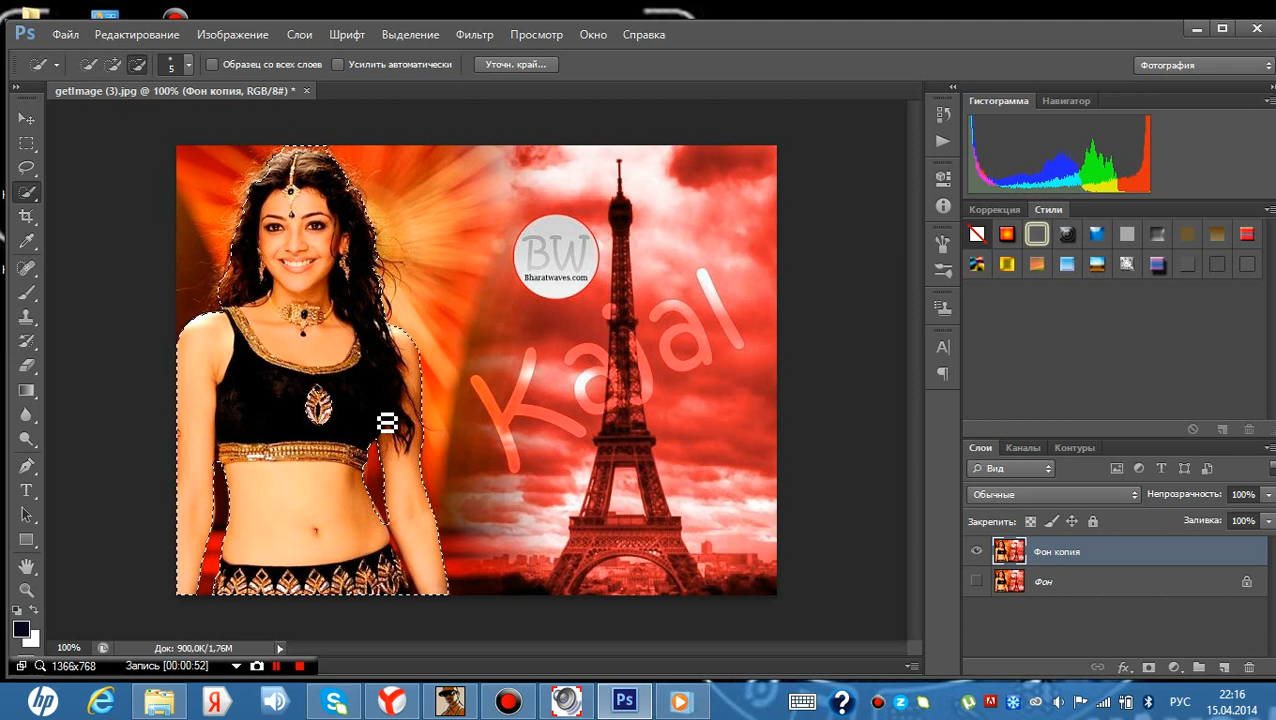 Ps Файл Редактирование Изображение Слои Шрифт Выделение Фильтр Просмотр Окно Справка
5 Образец со всех слоев Усилить автоматически Уточн. край... Фотография
getImage (3).jpg @ 100% (Фон копия, RGB/8#) * ×
Гистограмма Навигатор
BW
Bharatwaves.com
Kajal
Коррекция Стили
Слои Каналы Контуры
Вид
Обычные Непрозрачность: 100%
Закрепить: Заливка: 100%
Фон копия
Фон
100% Док: 900,0K/1,76M
1366x768 Запись [00:00:52]
Ps РУС 22:16
15.04.2014